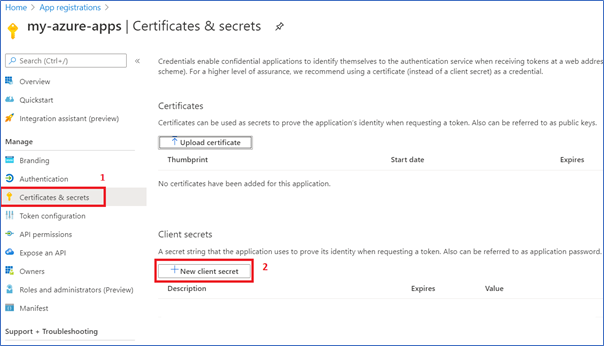 Home > App registrations >
my-azure-apps | Certificates & secrets
Search (Ctrl+/)
«
Overview
Quickstart
Integration assistant (preview)
Manage
Branding
Authentication
1
Certificates & secrets
Token configuration
API permissions
Expose an API
Owners
Roles and administrators (Preview)
Manifest
Support + Troubleshooting
Credentials enable confidential applications to identify themselves to the authentication service when receiving tokens at a web address
scheme). For a higher level of assurance, we recommend using a certificate (instead of a client secret) as a credential.
Certificates
Certificates can be used as secrets to prove the application's identity when requesting a token. Also can be referred to as public keys.
Upload certificate
Thumbprint Start date Expires
No certificates have been added for this application.
Client secrets
A secret string that the application uses to prove its identity when requesting a token. Also can be referred to as application password.
+ New client secret
2
Description Expires Value